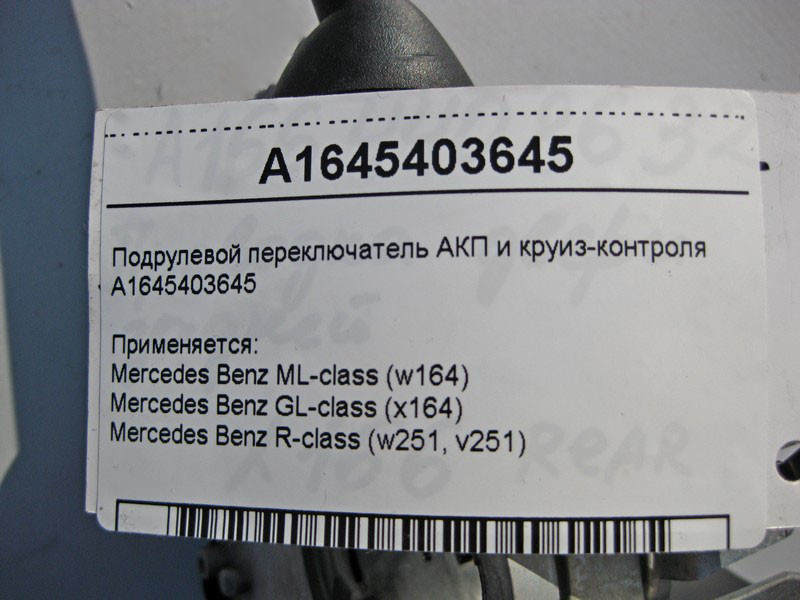 A1645403645
Подрулевой переключатель АКП и круиз-контроля
A1645403645
Применяется:
Mercedes Benz ML-class (w164)
Mercedes Benz GL-class (x164)
Mercedes Benz R-class (w251, v251)
REAR